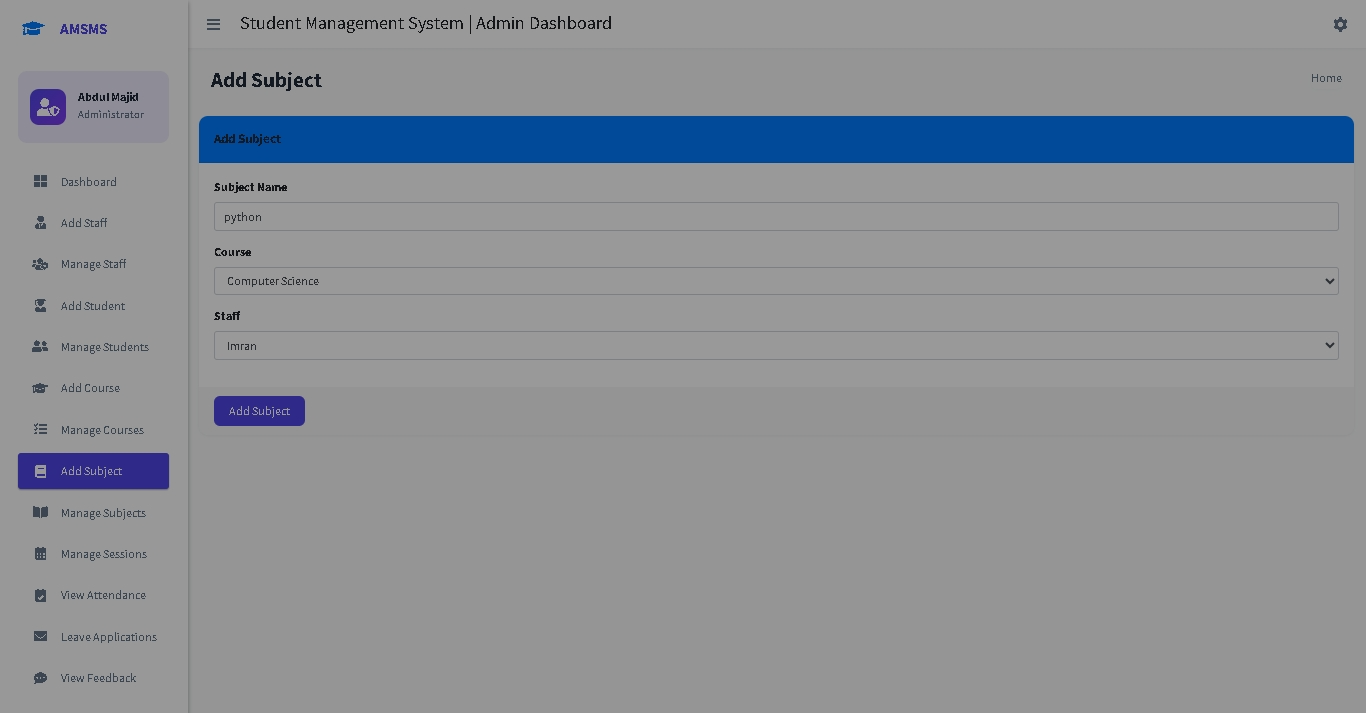 AMSMS
Student Management System | Admin Dashboard
Abdul Majid
Administrator
Dashboard
Add Staff
Manage Staff
Add Student
Manage Students
Add Course
Manage Courses
Add Subject
Manage Subjects
Manage Sessions
View Attendance
Leave Applications
View Feedback
Add Subject
Home
Add Subject
Subject Name
python
Course
Computer Science
Staff
Imran
Add Subject